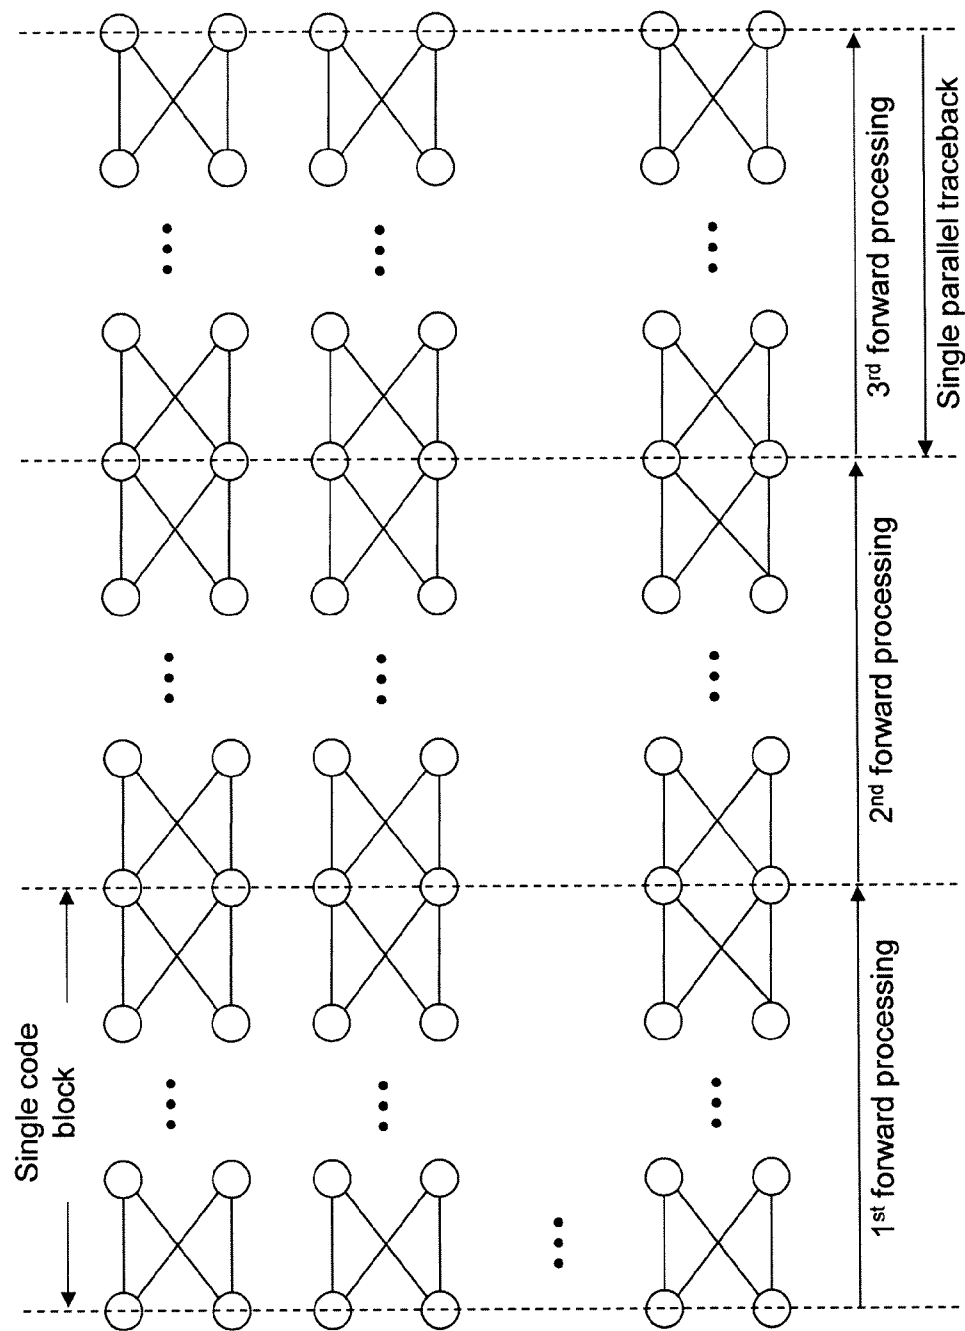 Single code
block
1st forward processing
2nd forward processing
3rd forward processing
Single parallel traceback